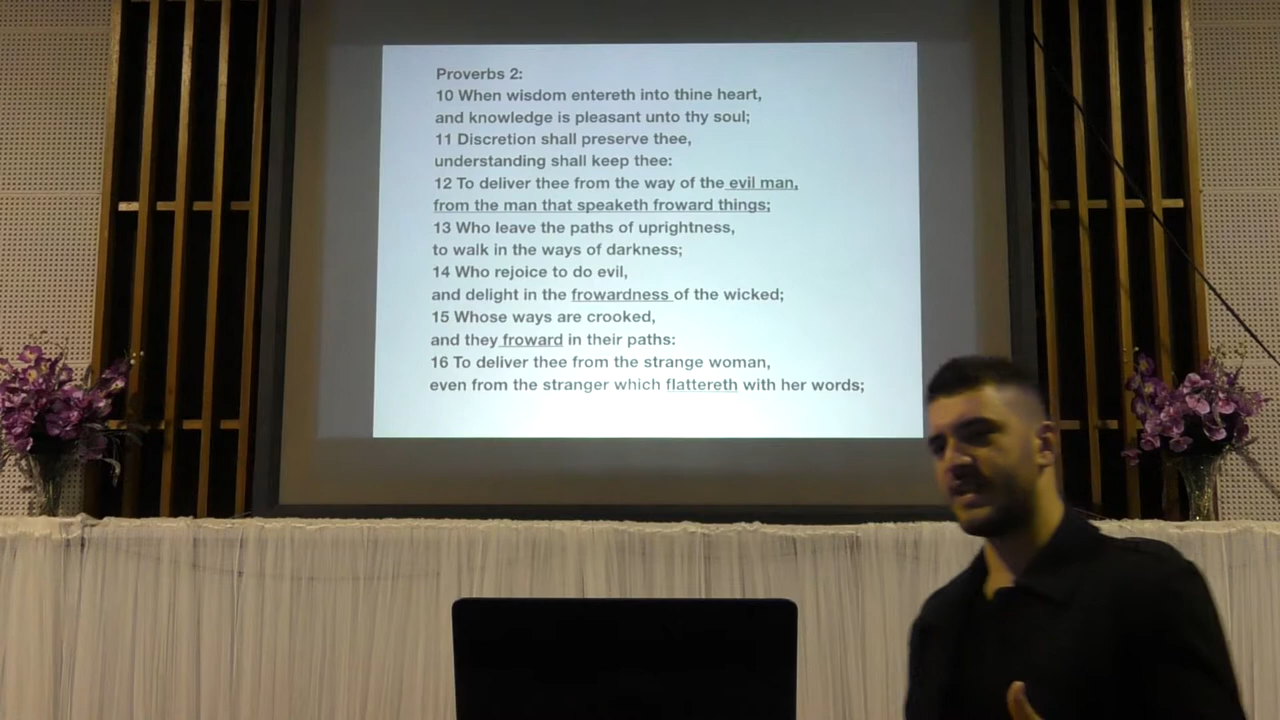 Proverbs 2:
10 When wisdom entereth into thine heart,
and knowledge is pleasant unto thy soul;
11 Discretion shall preserve thee,
understanding shall keep thee:
12 To deliver thee from the way of the evil man,
from the man that speaketh froward things;
13 Who leave the paths of uprightness,
to walk in the ways of darkness;
14 Who rejoice to do evil,
and delight in the frowardness of the wicked;
15 Whose ways are crooked,
and they froward in their paths:
16 To deliver thee from the strange woman,
even from the stranger which flattereth with her words;